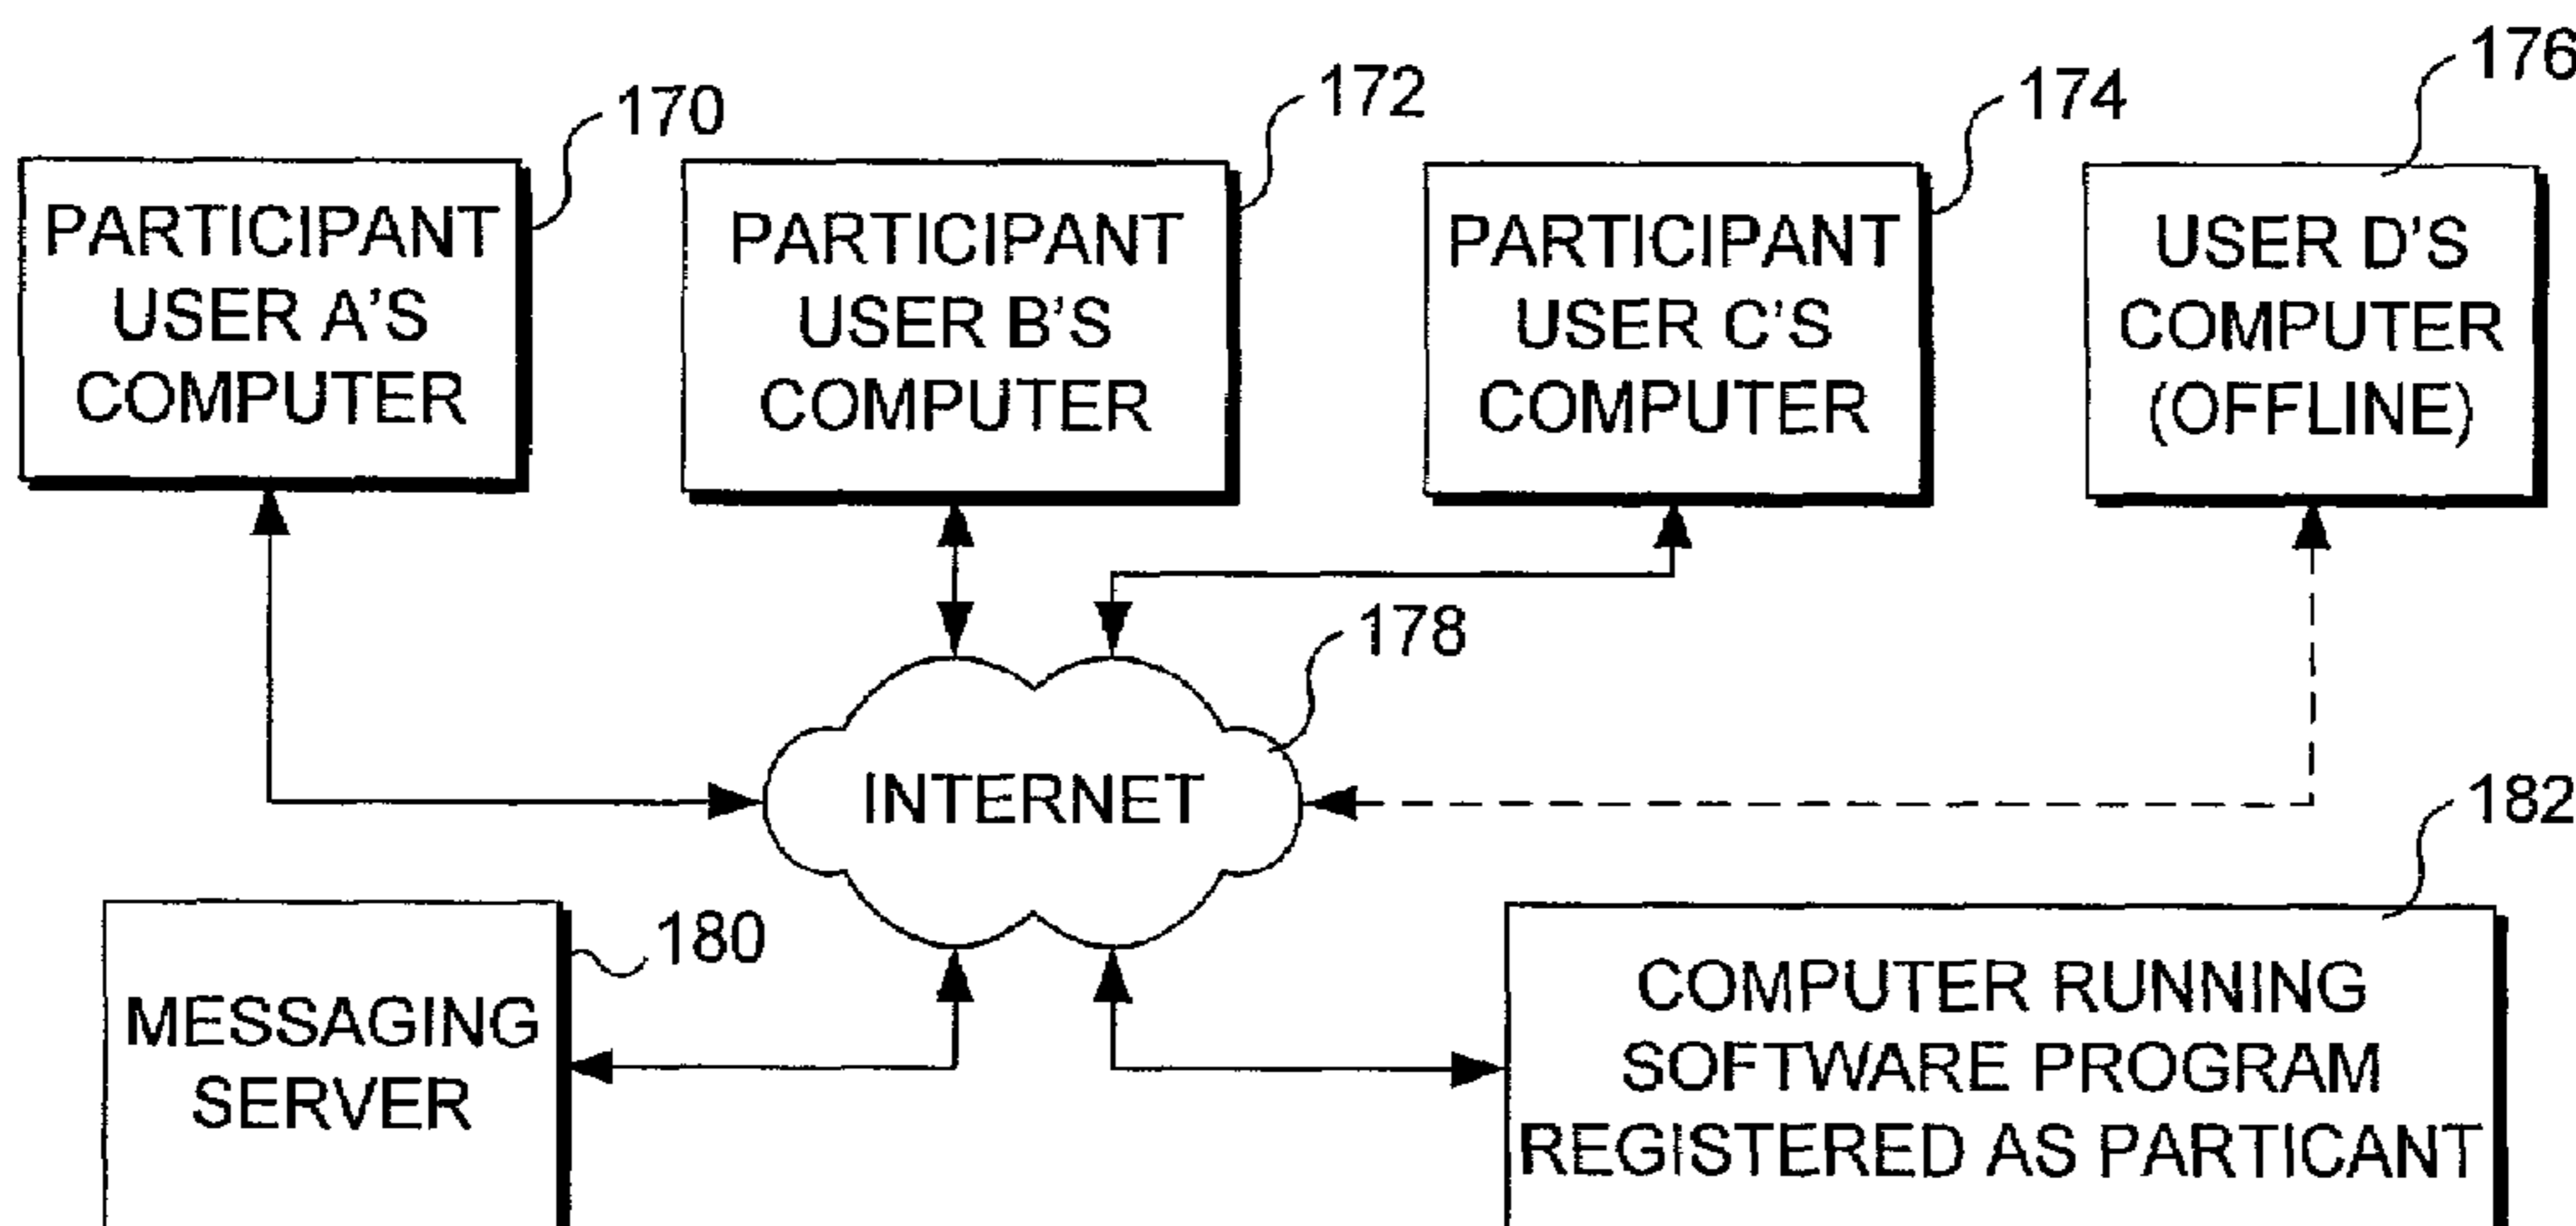 170
172
174
176
PARTICIPANT
USER A'S
COMPUTER
PARTICIPANT
USER B'S
COMPUTER
PARTICIPANT
USER C'S
COMPUTER
USER D'S
COMPUTER
(OFFLINE)
178
INTERNET
182
180
MESSAGING
SERVER
COMPUTER RUNNING
SOFTWARE PROGRAM
REGISTERED AS PARTICANT